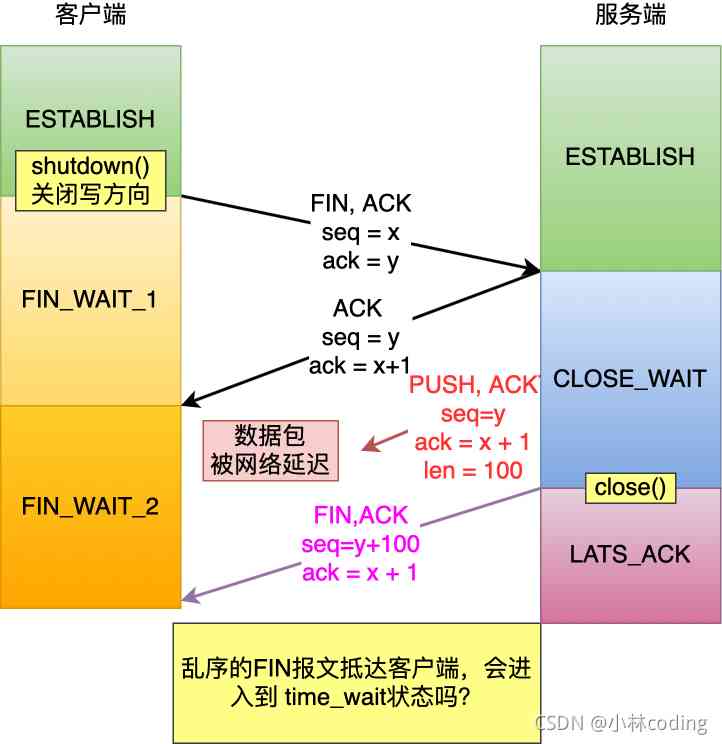 客户端
服务端
ESTABLISH
shutdown()
关闭写方向
ESTABLISH
FIN, ACK
seq = x
ack = y
FIN_WAIT_1
ACK
seq = y
ack = x+1
CLOSE_WAIT
PUSH, ACK
seq=y
ack = x + 1
len = 100
数据包
被网络延迟
close()
FIN_WAIT_2
FIN,ACK
seq=y+100
ack = x + 1
LATS_ACK
乱序的FIN报文抵达客户端，会进
入到 time_wait状态吗？
CSDN @小林coding